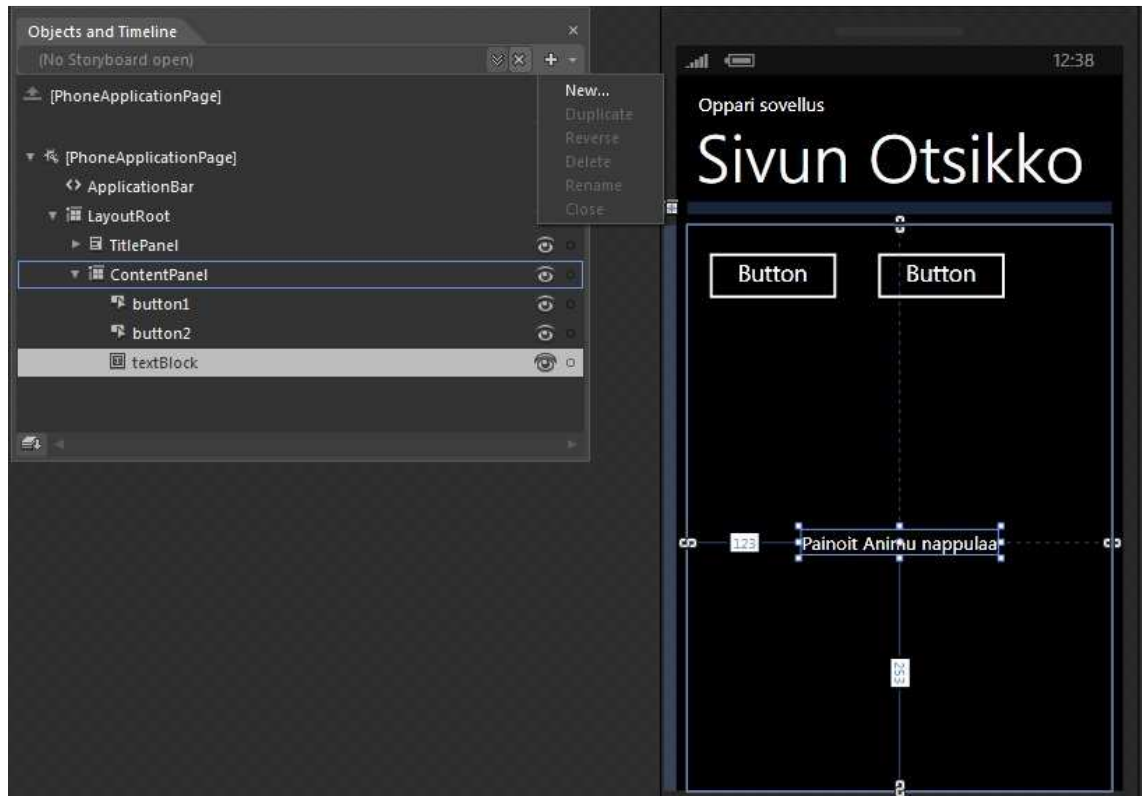 Objects and Timeline
(No Storyboard open)
New...
Duplicate
Reverse
Delete
Rename
Close
[PhoneApplicationPage]
[PhoneApplicationPage]
ApplicationBar
LayoutRoot
TitlePanel
ContentPanel
button1
button2
textBlock
12:38
Oppari sovellus
Sivun Otsikko
Button Button
123
Painoit Animu nappulaa
253